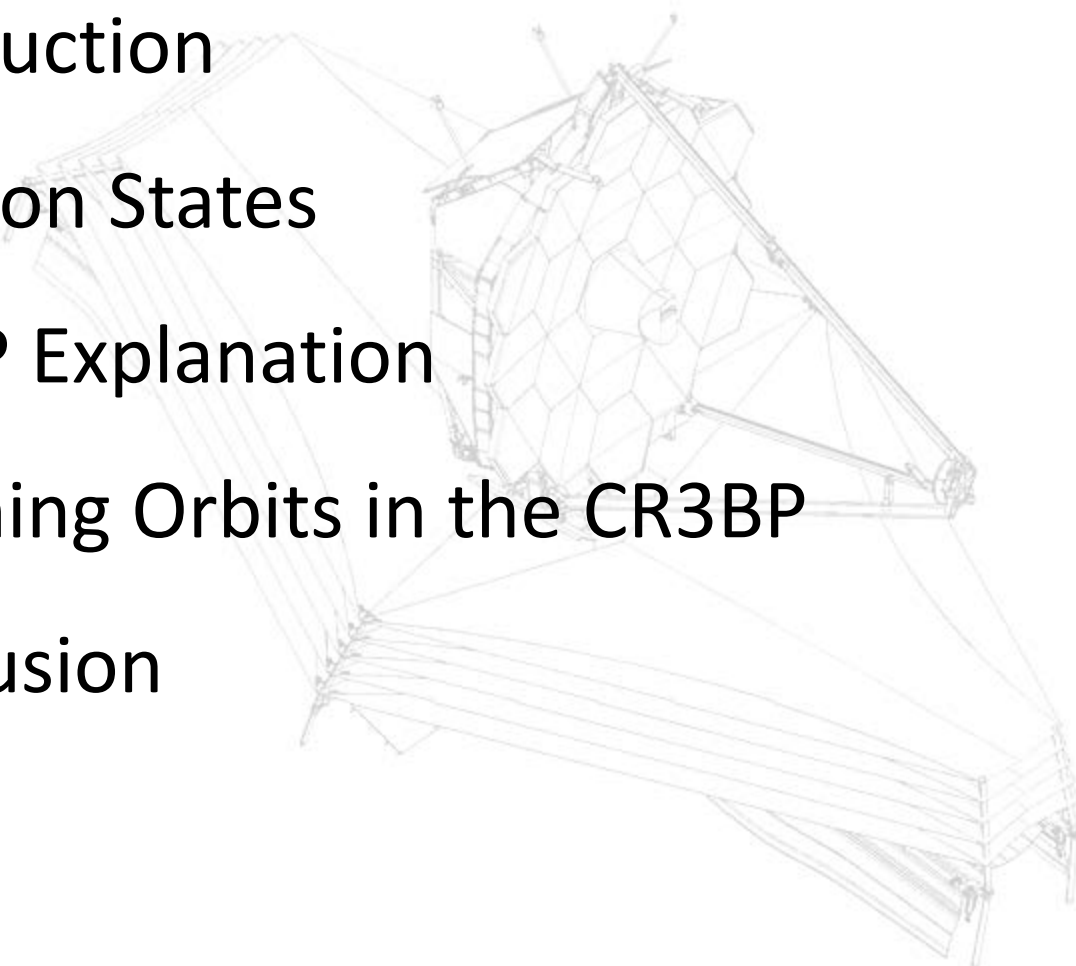 uction
on States
P Explanation
ning Orbits in the CR3BP
usion